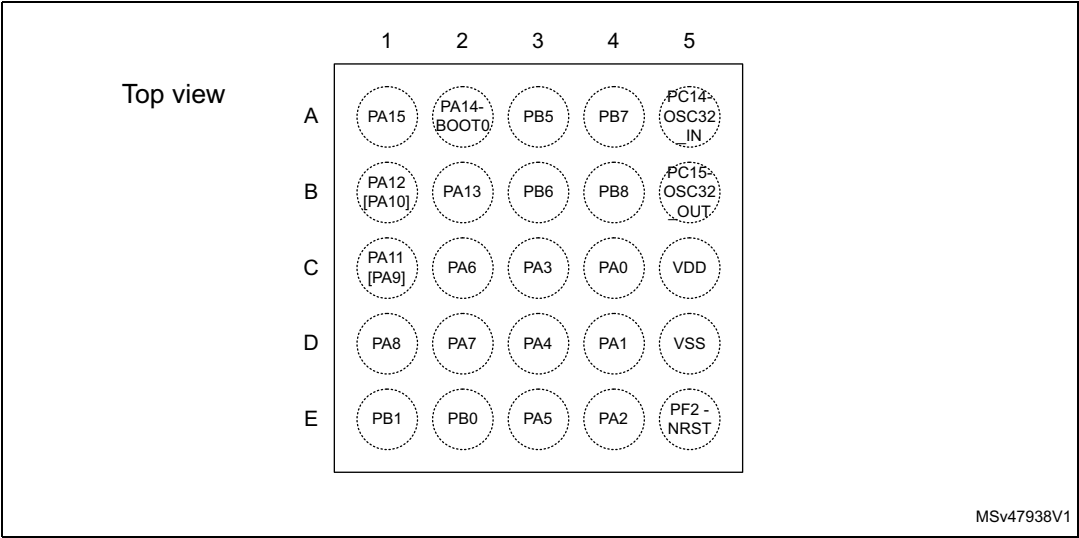 1 2 3 4 5
Top view
A PA15 PA14-
BOOT0 PB5 PB7 PC14-
OSC32
_IN
B PA12
[PA10] PA13 PB6 PB8 PC15-
OSC32
_OUT
C PA11
[PA9] PA6 PA3 PA0 VDD
D PA8 PA7 PA4 PA1 VSS
E PB1 PB0 PA5 PA2 PF2 -
NRST
MSv47938V1